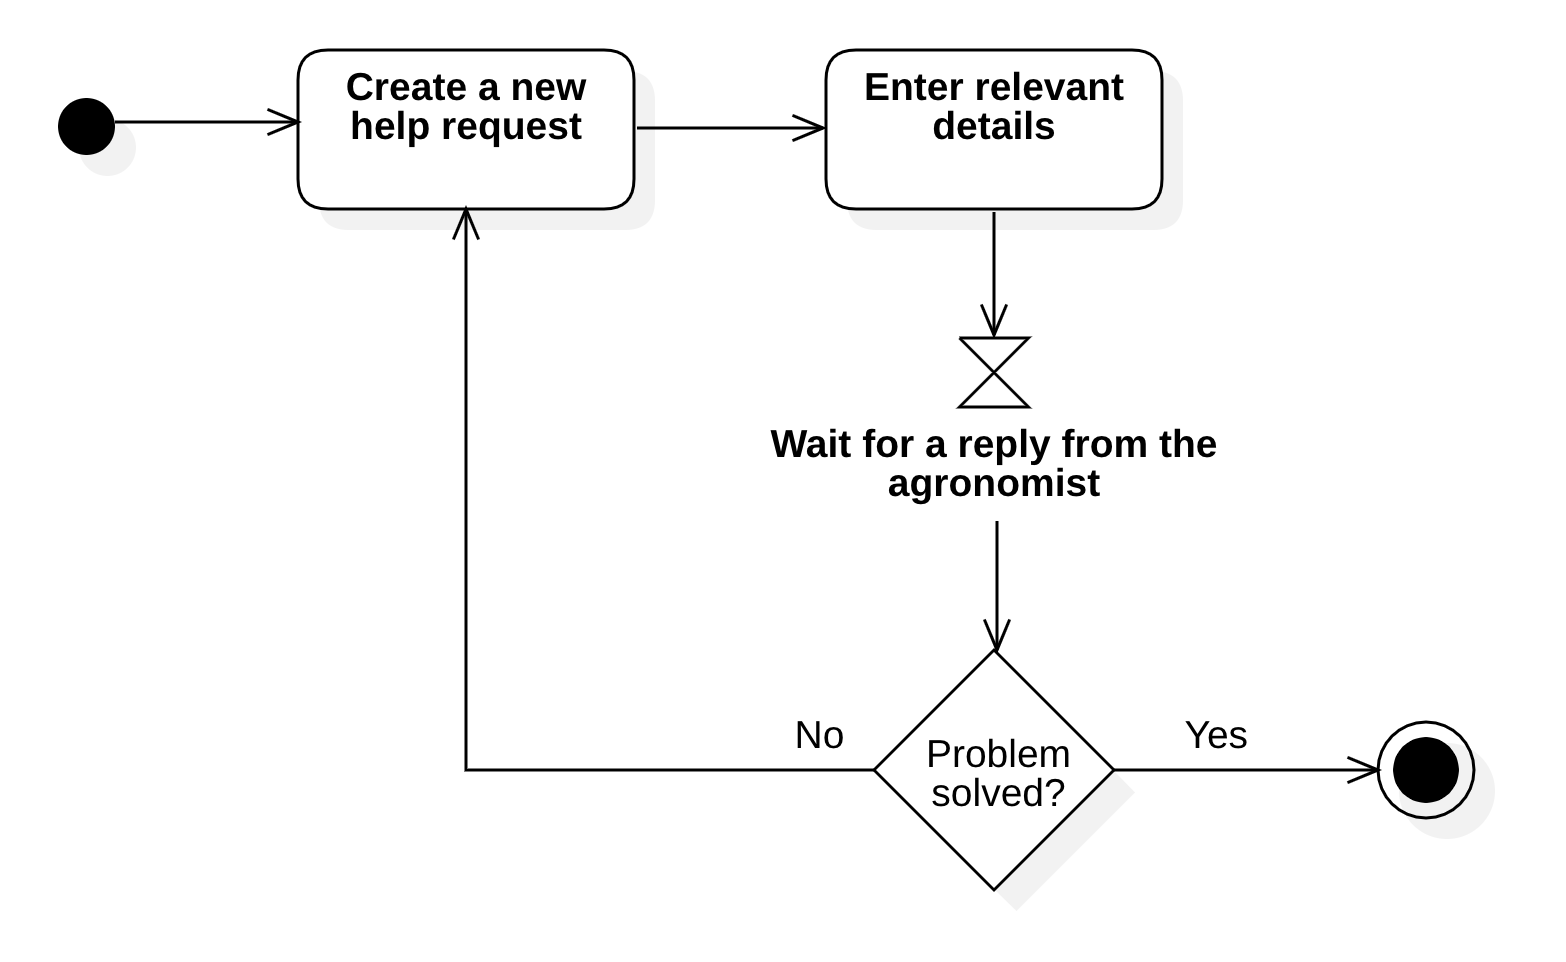 Create a new
help request
Enter relevant
details
Wait for a reply from the
agronomist
No
Problem
solved?
Yes